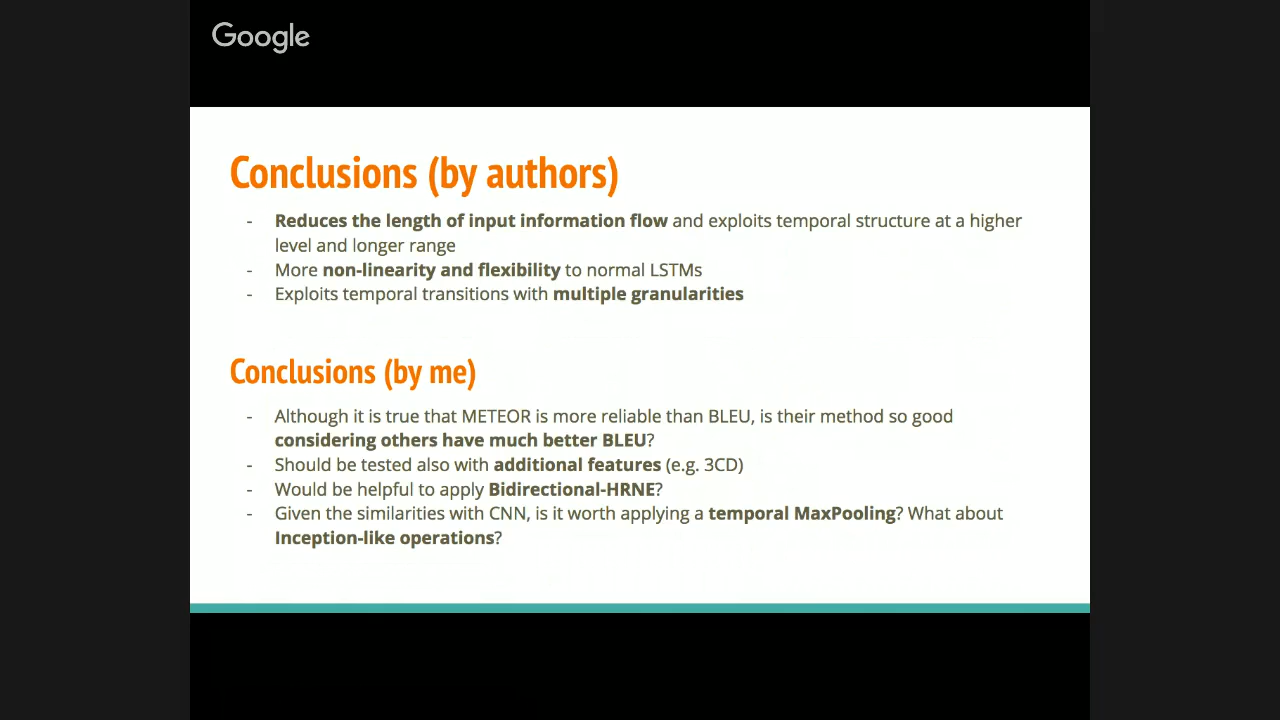 Google
Conclusions (by authors)
- Reduces the length of input information flow and exploits temporal structure at a higher
level and longer range
- More non-linearity and flexibility to normal LSTMs
- Exploits temporal transitions with multiple granularities
Conclusions (by me)
- Although it is true that METEOR is more reliable than BLEU, is their method so good
considering others have much better BLEU?
- Should be tested also with additional features (e.g. 3CD)
- Would be helpful to apply Bidirectional-HRNE?
- Given the similarities with CNN, is it worth applying a temporal MaxPooling? What about
Inception-like operations?